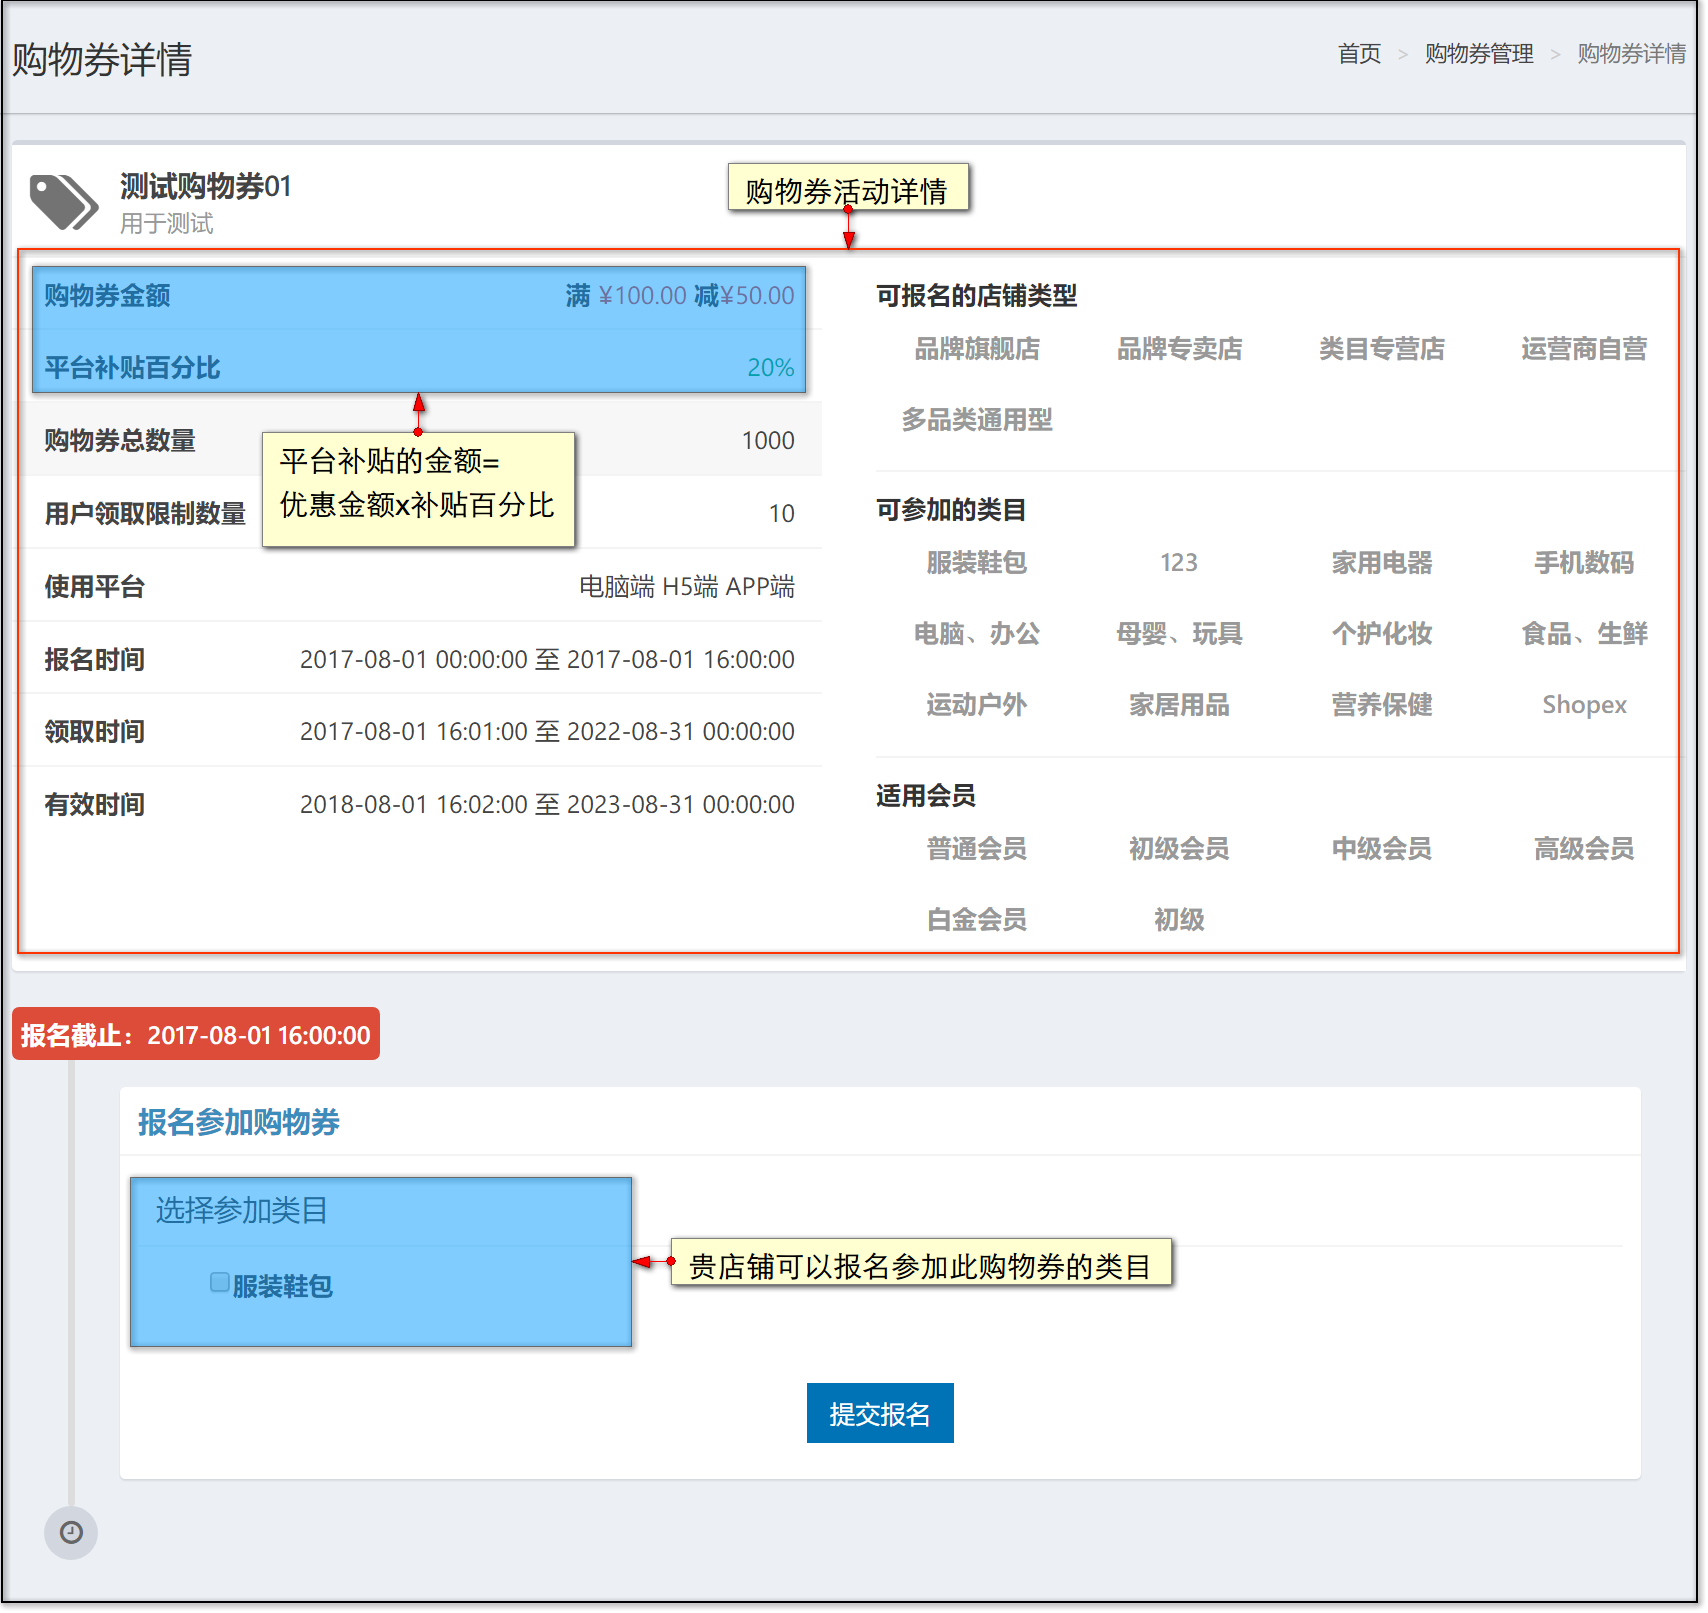 购物券详情
首页 > 购物券管理 > 购物券详情
测试购物券01
用于测试
购物券活动详情
购物券金额 满 ¥100.00 减¥50.00
平台补贴百分比 20%
购物券总数量 1000
平台补贴的金额=
优惠金额x补贴百分比
用户领取限制数量 10
使用平台 电脑端 H5端 APP端
报名时间 2017-08-01 00:00:00 至 2017-08-01 16:00:00
领取时间 2017-08-01 16:01:00 至 2022-08-31 00:00:00
有效时间 2018-08-01 16:02:00 至 2023-08-31 00:00:00
可报名的店铺类型
品牌旗舰店 品牌专卖店 类目专营店 运营商自营
多品类通用型
可参加的类目
服装鞋包 123 家用电器 手机数码
电脑、办公 母婴、玩具 个护化妆 食品、生鲜
运动户外 家居用品 营养保健 Shopex
适用会员
普通会员 初级会员 中级会员 高级会员
白金会员 初级
报名截止：2017-08-01 16:00:00
报名参加购物券
选择参加类目
服装鞋包
贵店铺可以报名参加此购物券的类目
提交报名